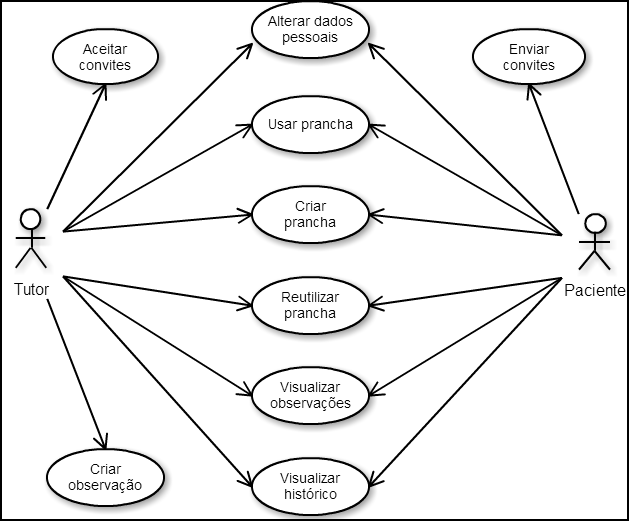 Alterar dados
pessoais
Aceitar
convites
Enviar
convites
Usar prancha
Criar
prancha
Tutor
Paciente
Reutilizar
prancha
Visualizar
observações
Criar
observação
Visualizar
histórico